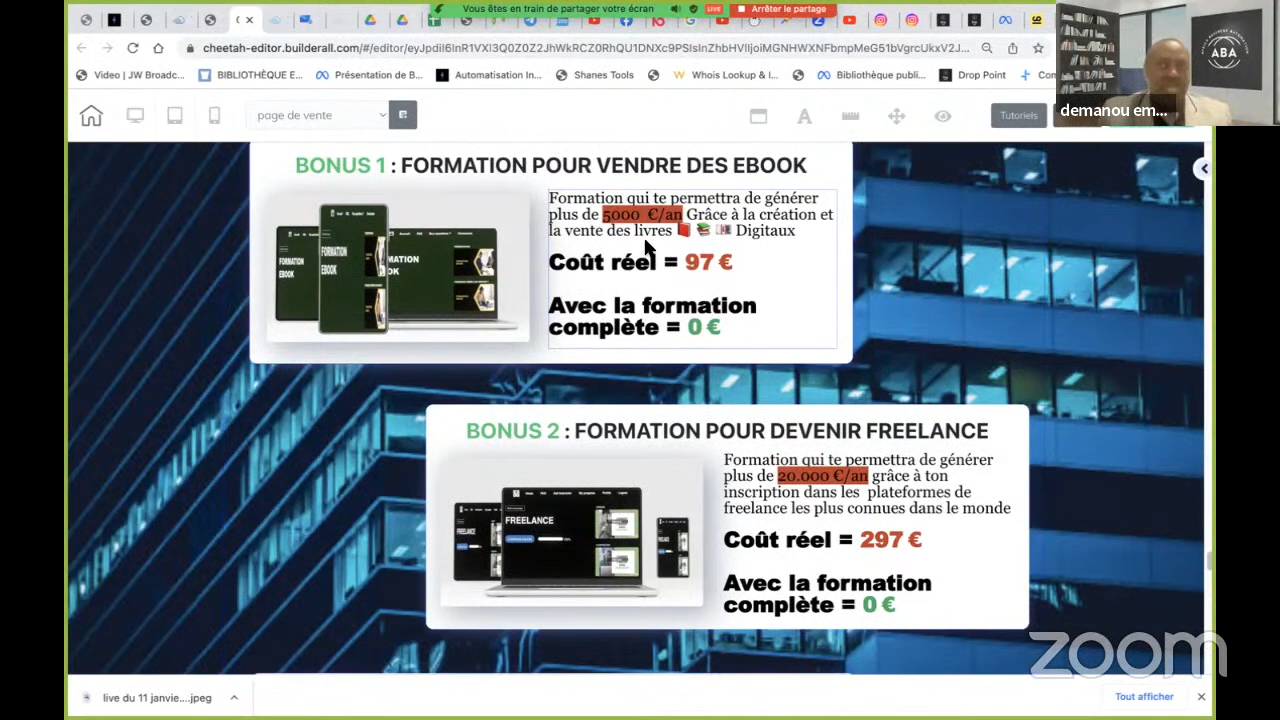 Vous êtes en train de partager votre écran
LIVE
Arrêter le partage
cheetah-editor.builderall.com/#/editor/eyJpdiI6InR1VXI3Q0Z0Z2JhWkRCZ0RhQU1DNXc9PSIsInZhbHVlIjoiMGNHWXNFbmpMeG51bVgrcUkxV2J...
Video | JW Broadc...
BIBLIOTHÈQUE E...
Présentation de B...
Automatisation In...
Shanes Tools
Whois Lookup & I...
Bibliothèque publi...
Drop Point
ABA
demanou em...
page de vente
Tutoriels
BONUS 1 : FORMATION POUR VENDRE DES EBOOK
Formation qui te permettra de générer
plus de 5000 €/an Grâce à la création et
la vente des livres 📕 📚 💷 Digitaux
Coût réel = 97 €
Avec la formation
complète = 0 €
FORMATION
EBOOK
FORMATION
EBOOK
BONUS 2 : FORMATION POUR DEVENIR FREELANCE
Formation qui te permettra de générer
plus de 20.000 €/an grâce à ton
inscription dans les plateformes de
freelance les plus connues dans le monde
Coût réel = 297 €
Avec la formation
complète = 0 €
FREELANCE
zoom
live du 11 janvie....jpeg
Tout afficher